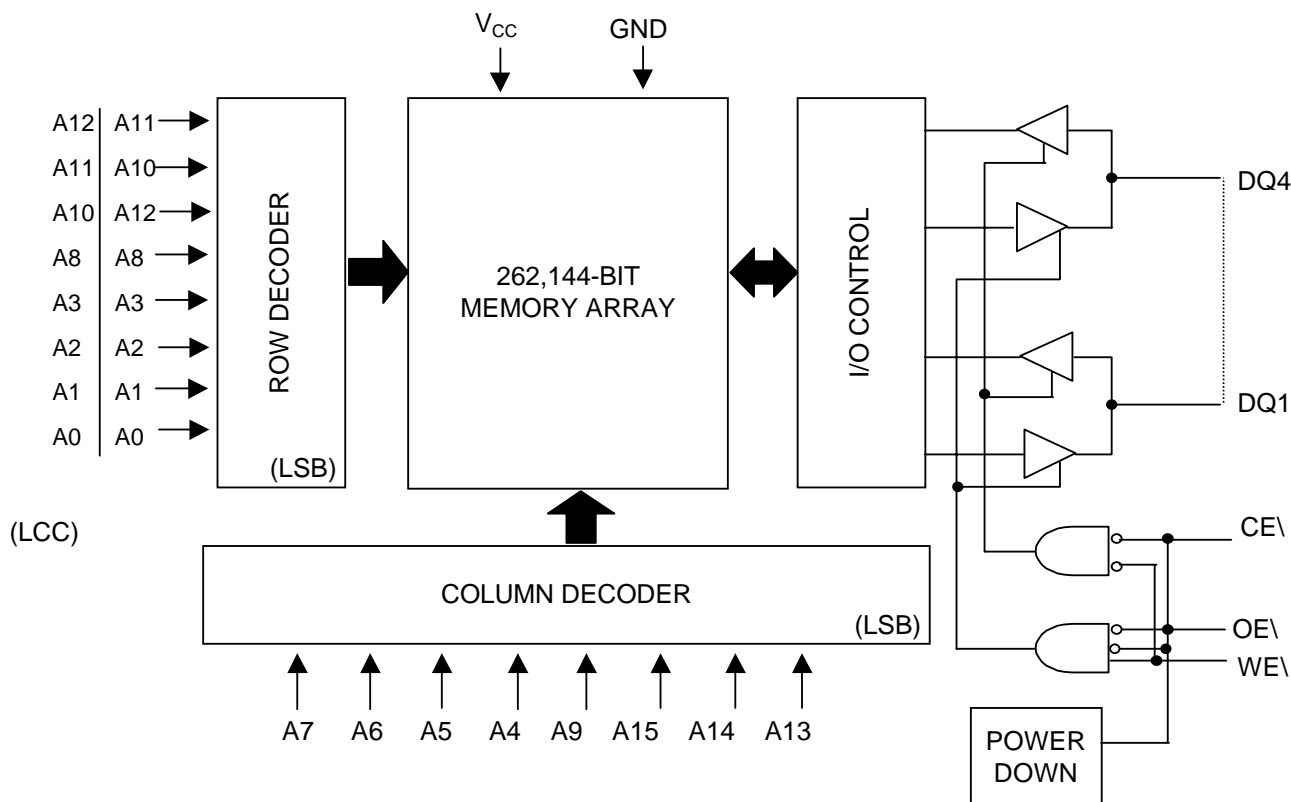 VCC GND
A12 A11
A11 A10
A10 A12
A8 A8
A3 A3
A2 A2
A1 A1
A0 A0
ROW DECODER
(LSB)
262,144-BIT
MEMORY ARRAY
I/O CONTROL
DQ4
DQ1
(LCC)
COLUMN DECODER
(LSB)
A7 A6 A5 A4 A9 A15 A14 A13
CE\
OE\
WE\
POWER
DOWN